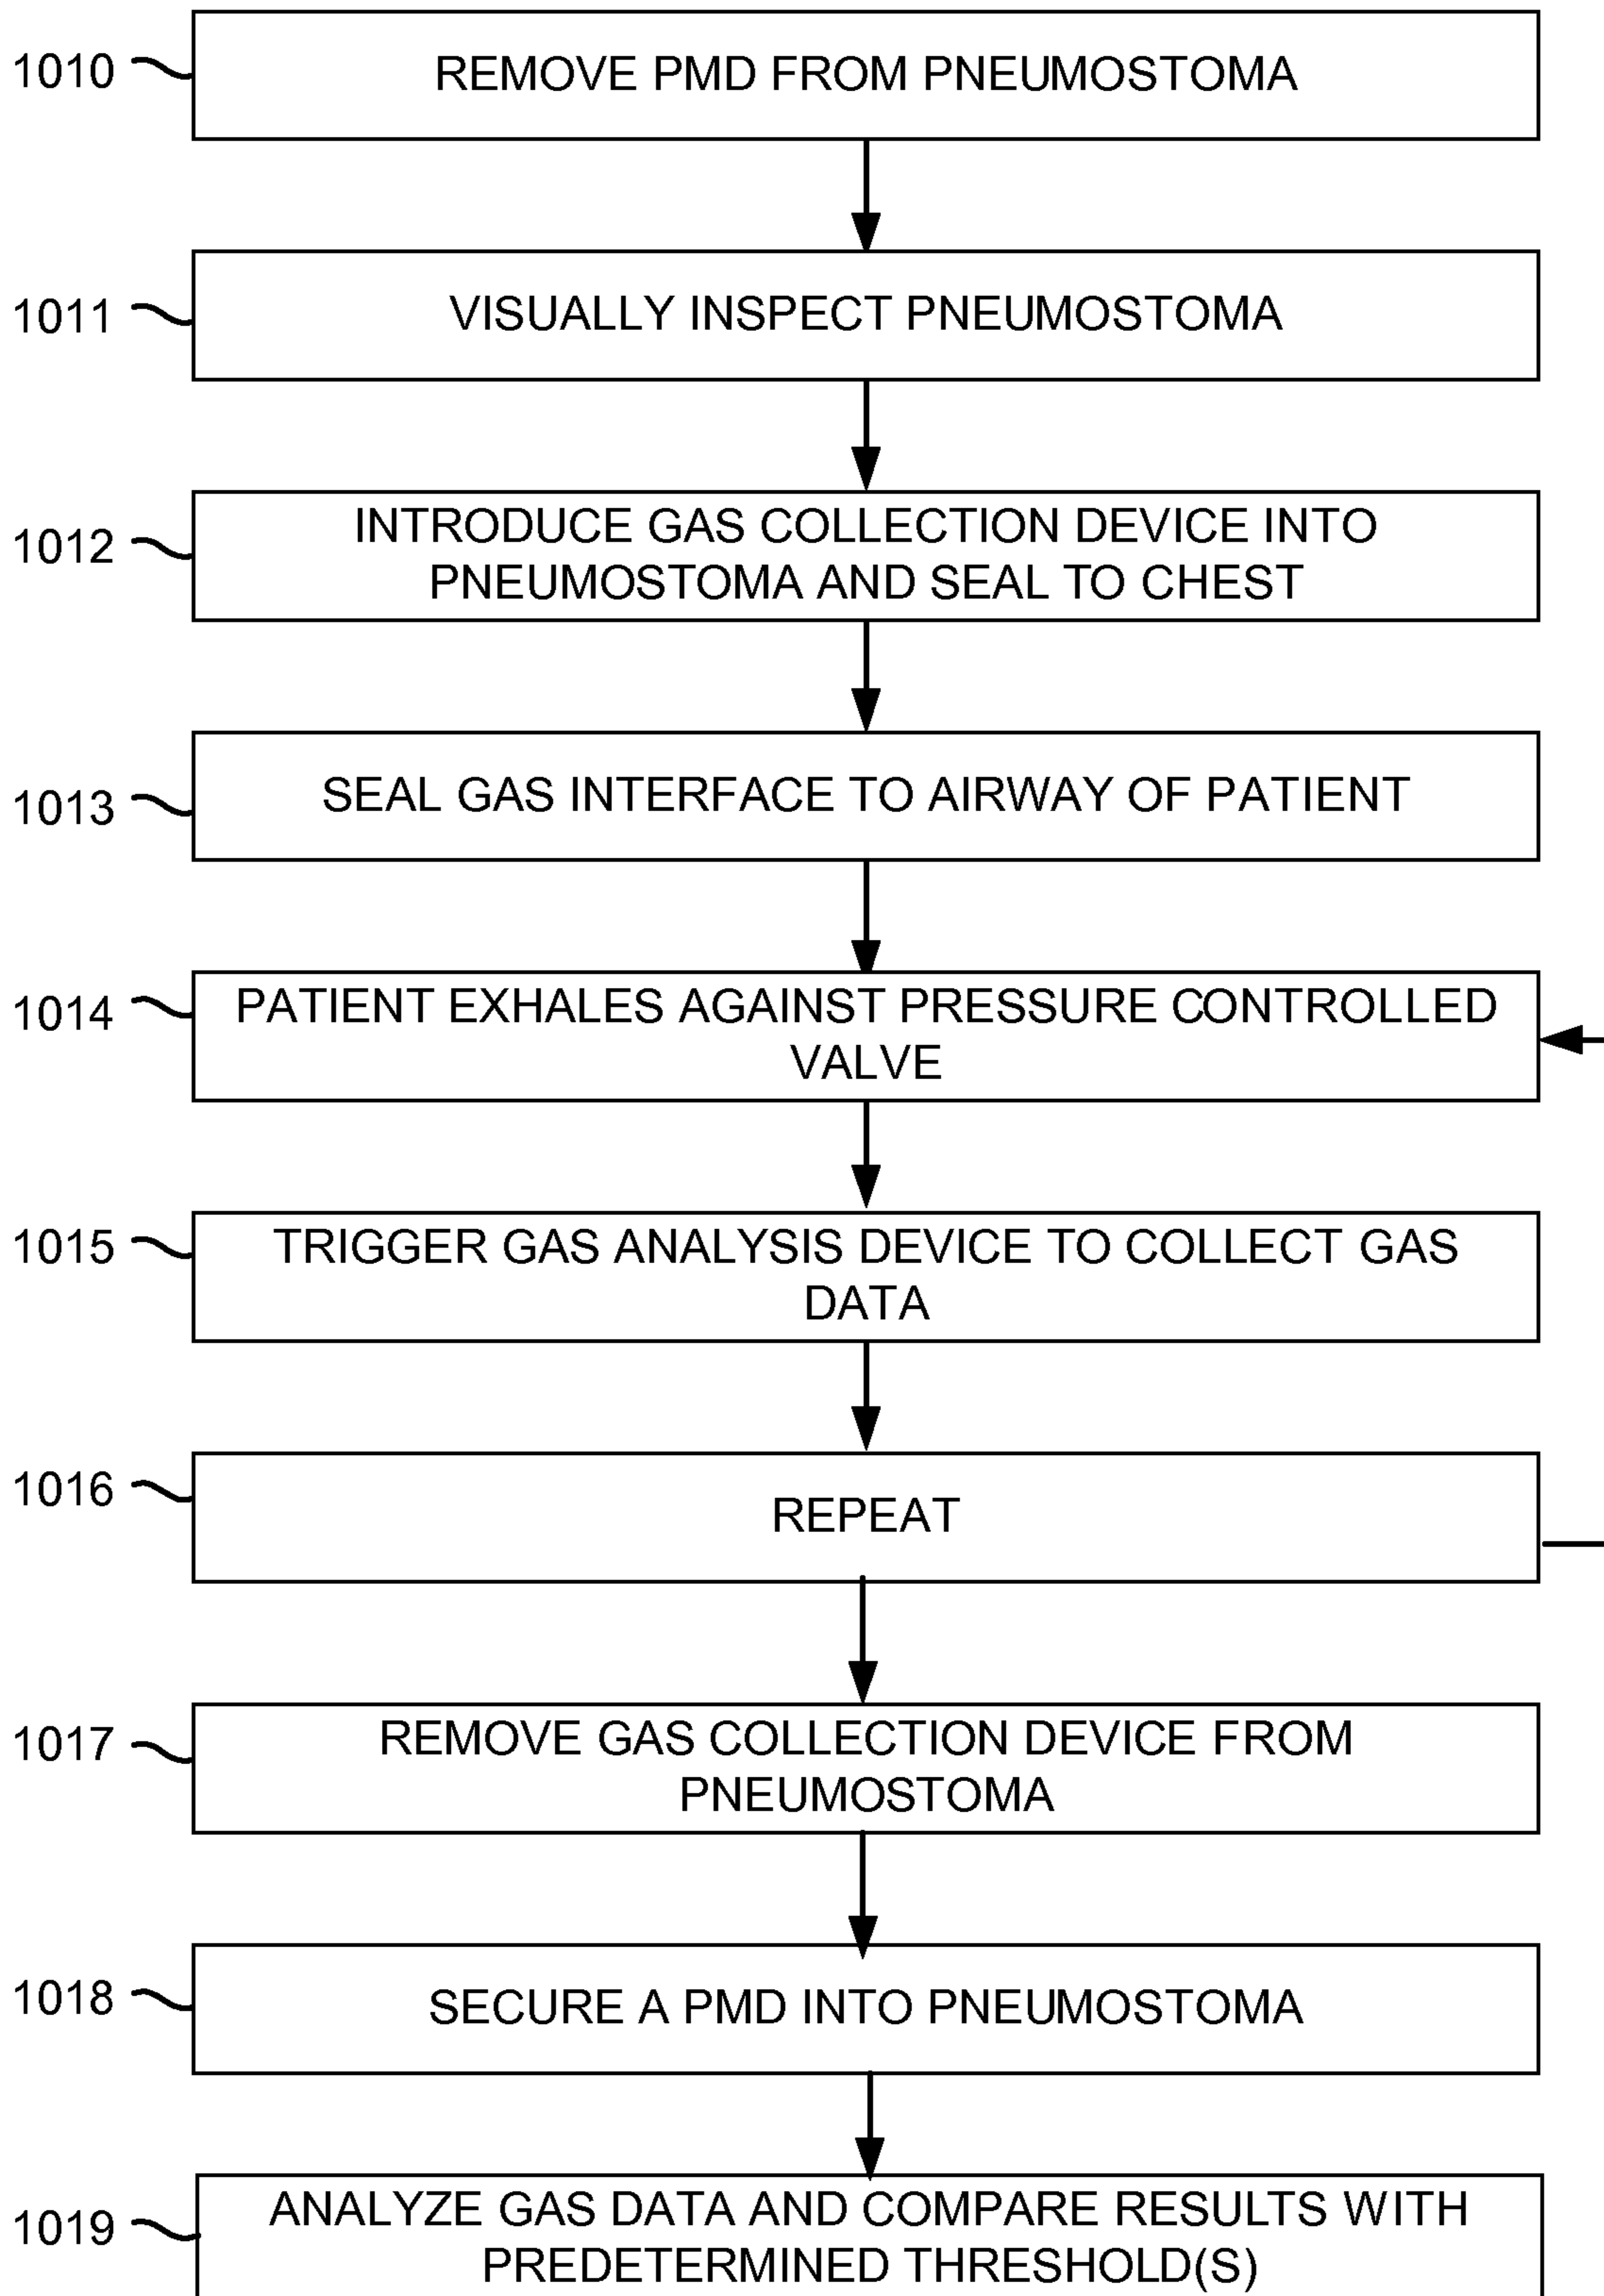 1010
REMOVE PMD FROM PNEUMOSTOMA
1011
VISUALLY INSPECT PNEUMOSTOMA
1012
INTRODUCE GAS COLLECTION DEVICE INTO
PNEUMOSTOMA AND SEAL TO CHEST
1013
SEAL GAS INTERFACE TO AIRWAY OF PATIENT
1014
PATIENT EXHALES AGAINST PRESSURE CONTROLLED
VALVE
1015
TRIGGER GAS ANALYSIS DEVICE TO COLLECT GAS
DATA
1016
REPEAT
1017
REMOVE GAS COLLECTION DEVICE FROM
PNEUMOSTOMA
1018
SECURE A PMD INTO PNEUMOSTOMA
1019
ANALYZE GAS DATA AND COMPARE RESULTS WITH
PREDETERMINED THRESHOLD(S)